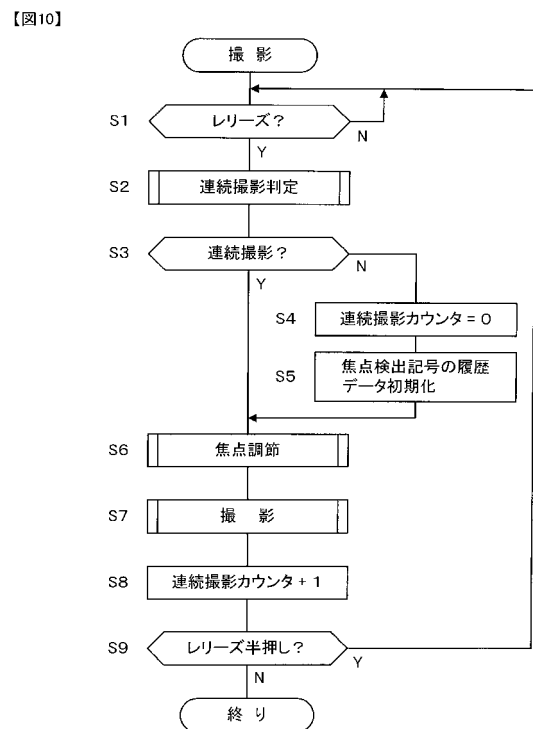 【図10】
撮 影
S1
レリーズ?
N
Y
S2
連続撮影判定
S3
連続撮影?
N
Y
S4
連続撮影カウンタ = 0
S5
焦点検出記号の履歴
データ初期化
S6
焦点調節
S7
撮 影
S8
連続撮影カウンタ + 1
S9
レリーズ半押し?
Y
N
終 り